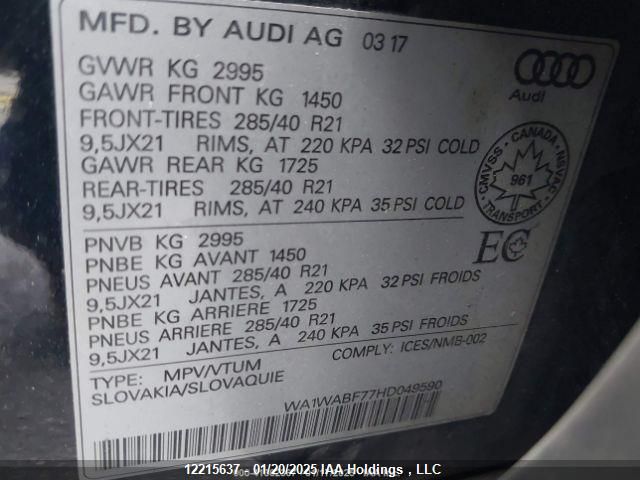 MFD. BY AUDI AG 03 17
Audi
GVWR KG 2995
GAWR FRONT KG 1450
FRONT-TIRES 285/40 R21
9,5JX21 RIMS, AT 220 KPA 32 PSI COLD
GAWR REAR KG 1725
REAR-TIRES 285/40 R21
9,5JX21 RIMS, AT 240 KPA 35 PSI COLD
CMVSS - CANADA - NSVAC
961
TRANSPORT
PNVB KG 2995
PNBE KG AVANT 1450
PNEUS AVANT 285/40 R21
9,5JX21 JANTES, A 220 KPA 32 PSI FROIDS
PNBE KG ARRIERE 1725
PNEUS ARRIERE 285/40 R21
9,5JX21 JANTES, A 240 KPA 35 PSI FROIDS
EC
COMPLY: ICES/NMB-002
TYPE: MPV/VTUM
SLOVAKIA/SLOVAQUIE
WA1WABF77HD049590
12215637 - 01/20/2025 IAA Holdings , LLC